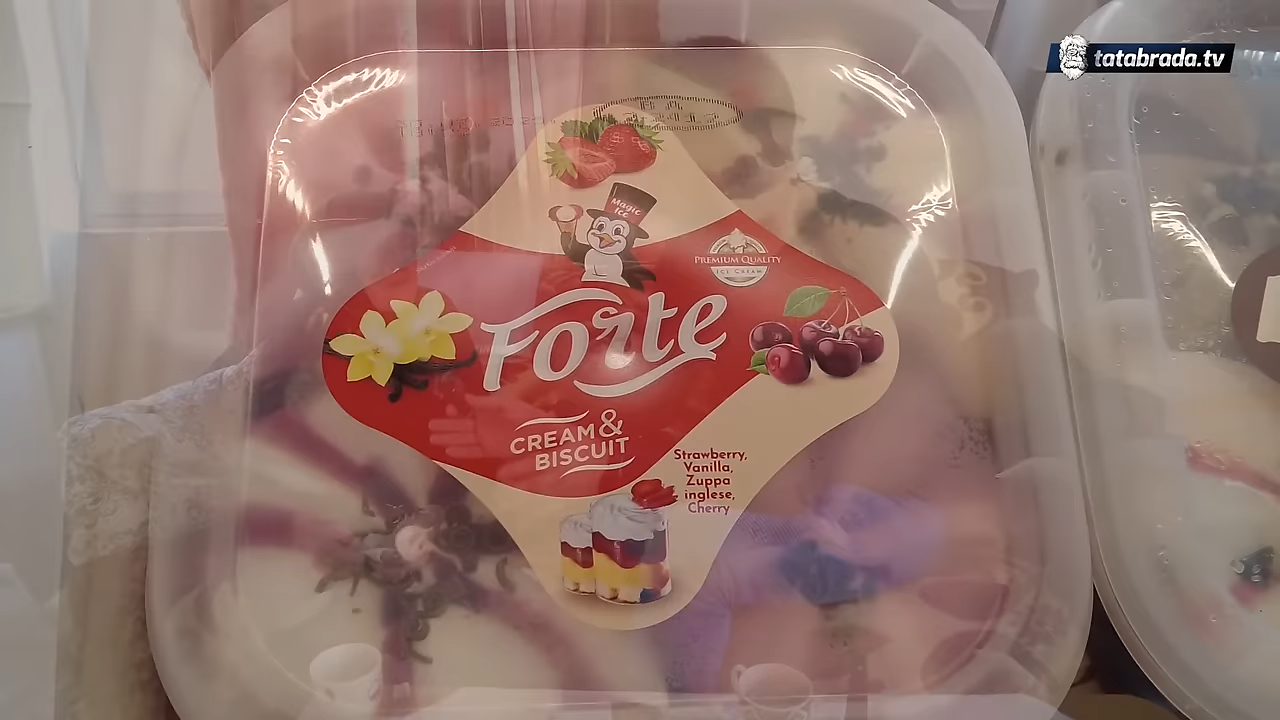 tatabrada.tv
Magic
Ice
PREMIUM QUALITY
ICE CREAM
Forte
CREAM &
BISCUIT
Strawberry,
Vanilla,
Zuppa
inglese,
Cherry